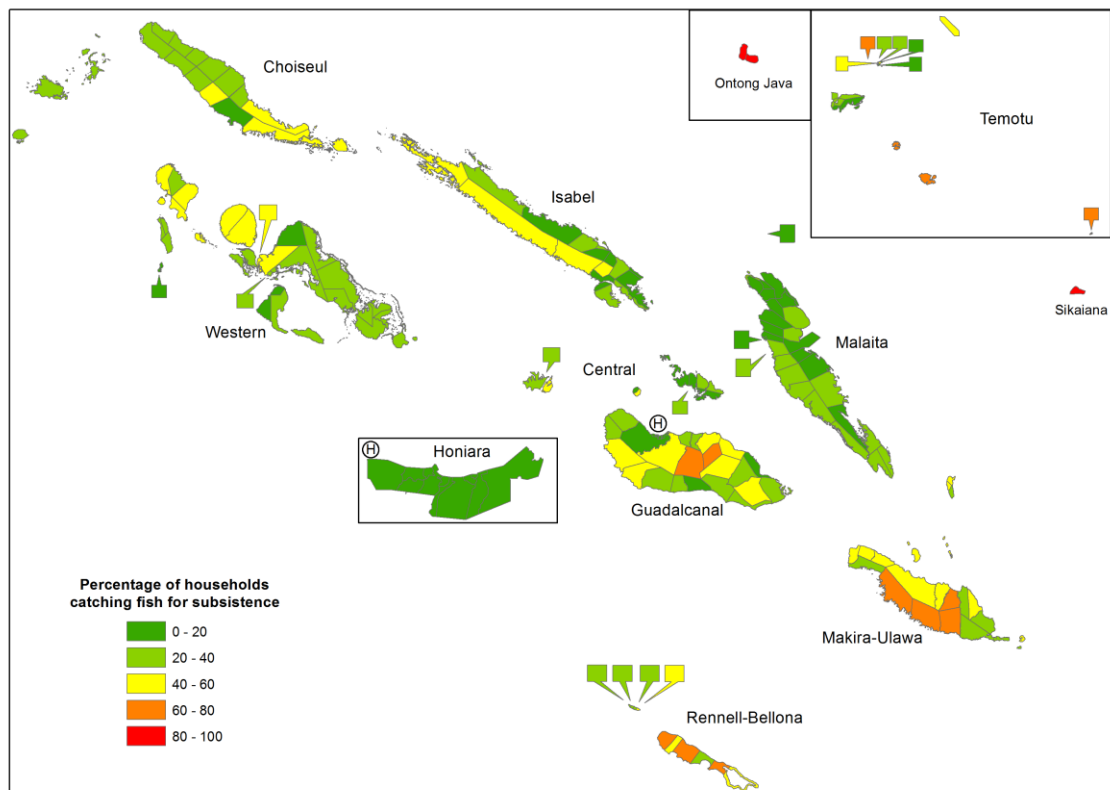 Choiseul
Ontong Java
Temotu
Isabel
Sikaiana
Western
Malaita
Central
H
H
Honiara
Guadalcanal
Percentage of households
catching fish for subsistence
0 - 20
20 - 40
40 - 60
60 - 80
80 - 100
Makira-Ulawa
Rennell-Bellona